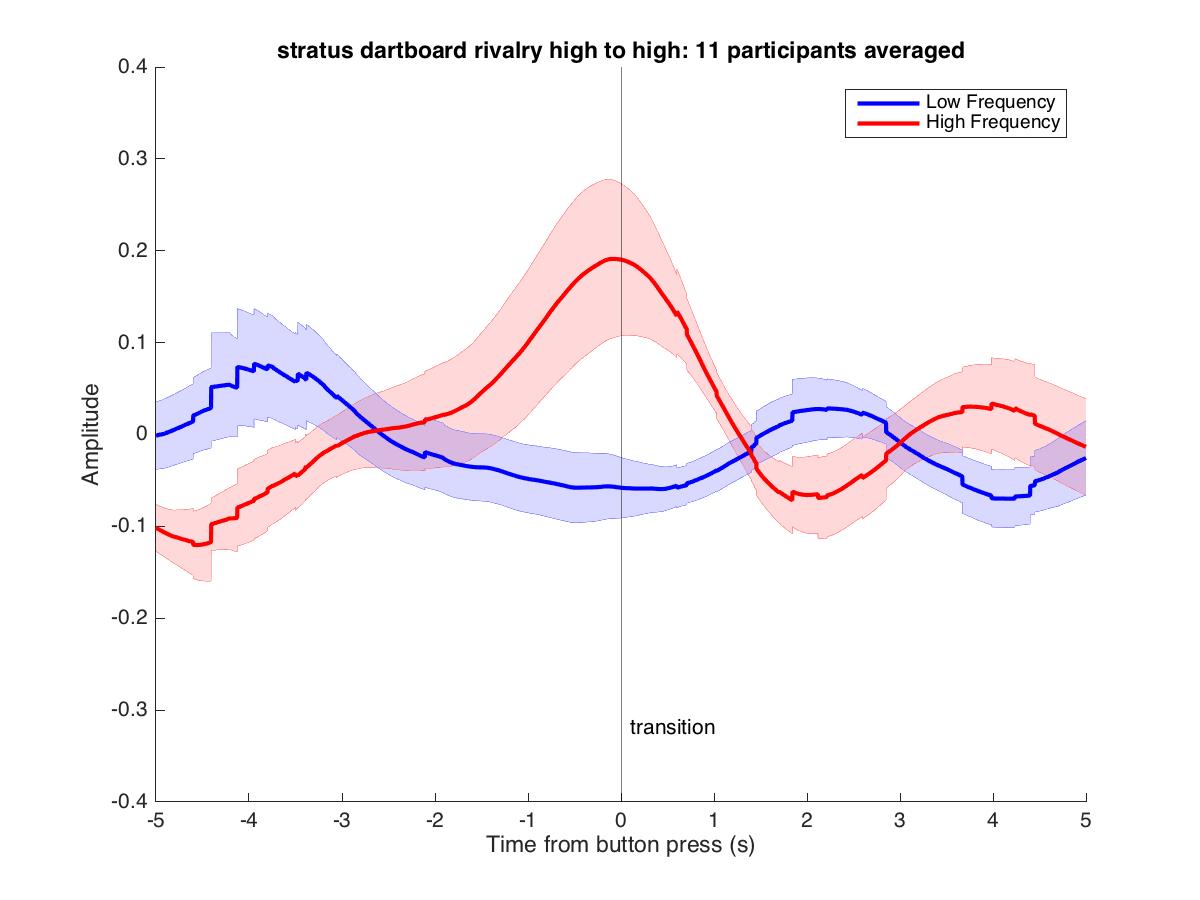 stratus dartboard rivalry high to high: 11 participants averaged
0.4
0.3
0.2
0.1
0
-0.1
-0.2
-0.3
-0.4
Amplitude
Low Frequency
High Frequency
transition
-5 -4 -3 -2 -1 0 1 2 3 4 5
Time from button press (s)